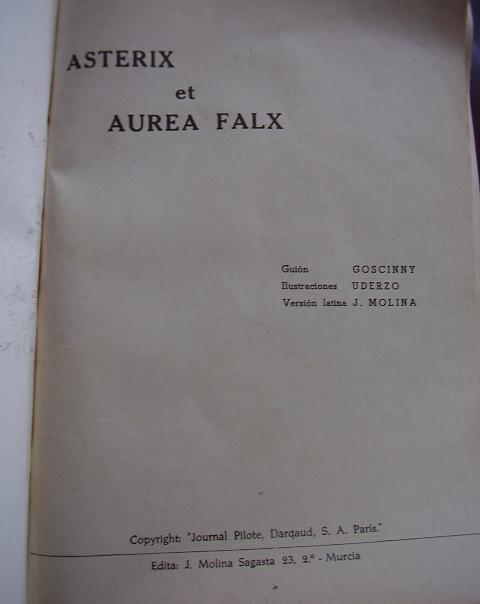 ASTERIX
et
AUREA FALX
Guión GOSCINNY
Ilustraciones UDERZO
Versión latina J. MOLINA
Copyright: "Journal Pilote, Dargaud, S. A. París."
Edita: J. Molina Sagasta 23, 2.º - Murcia